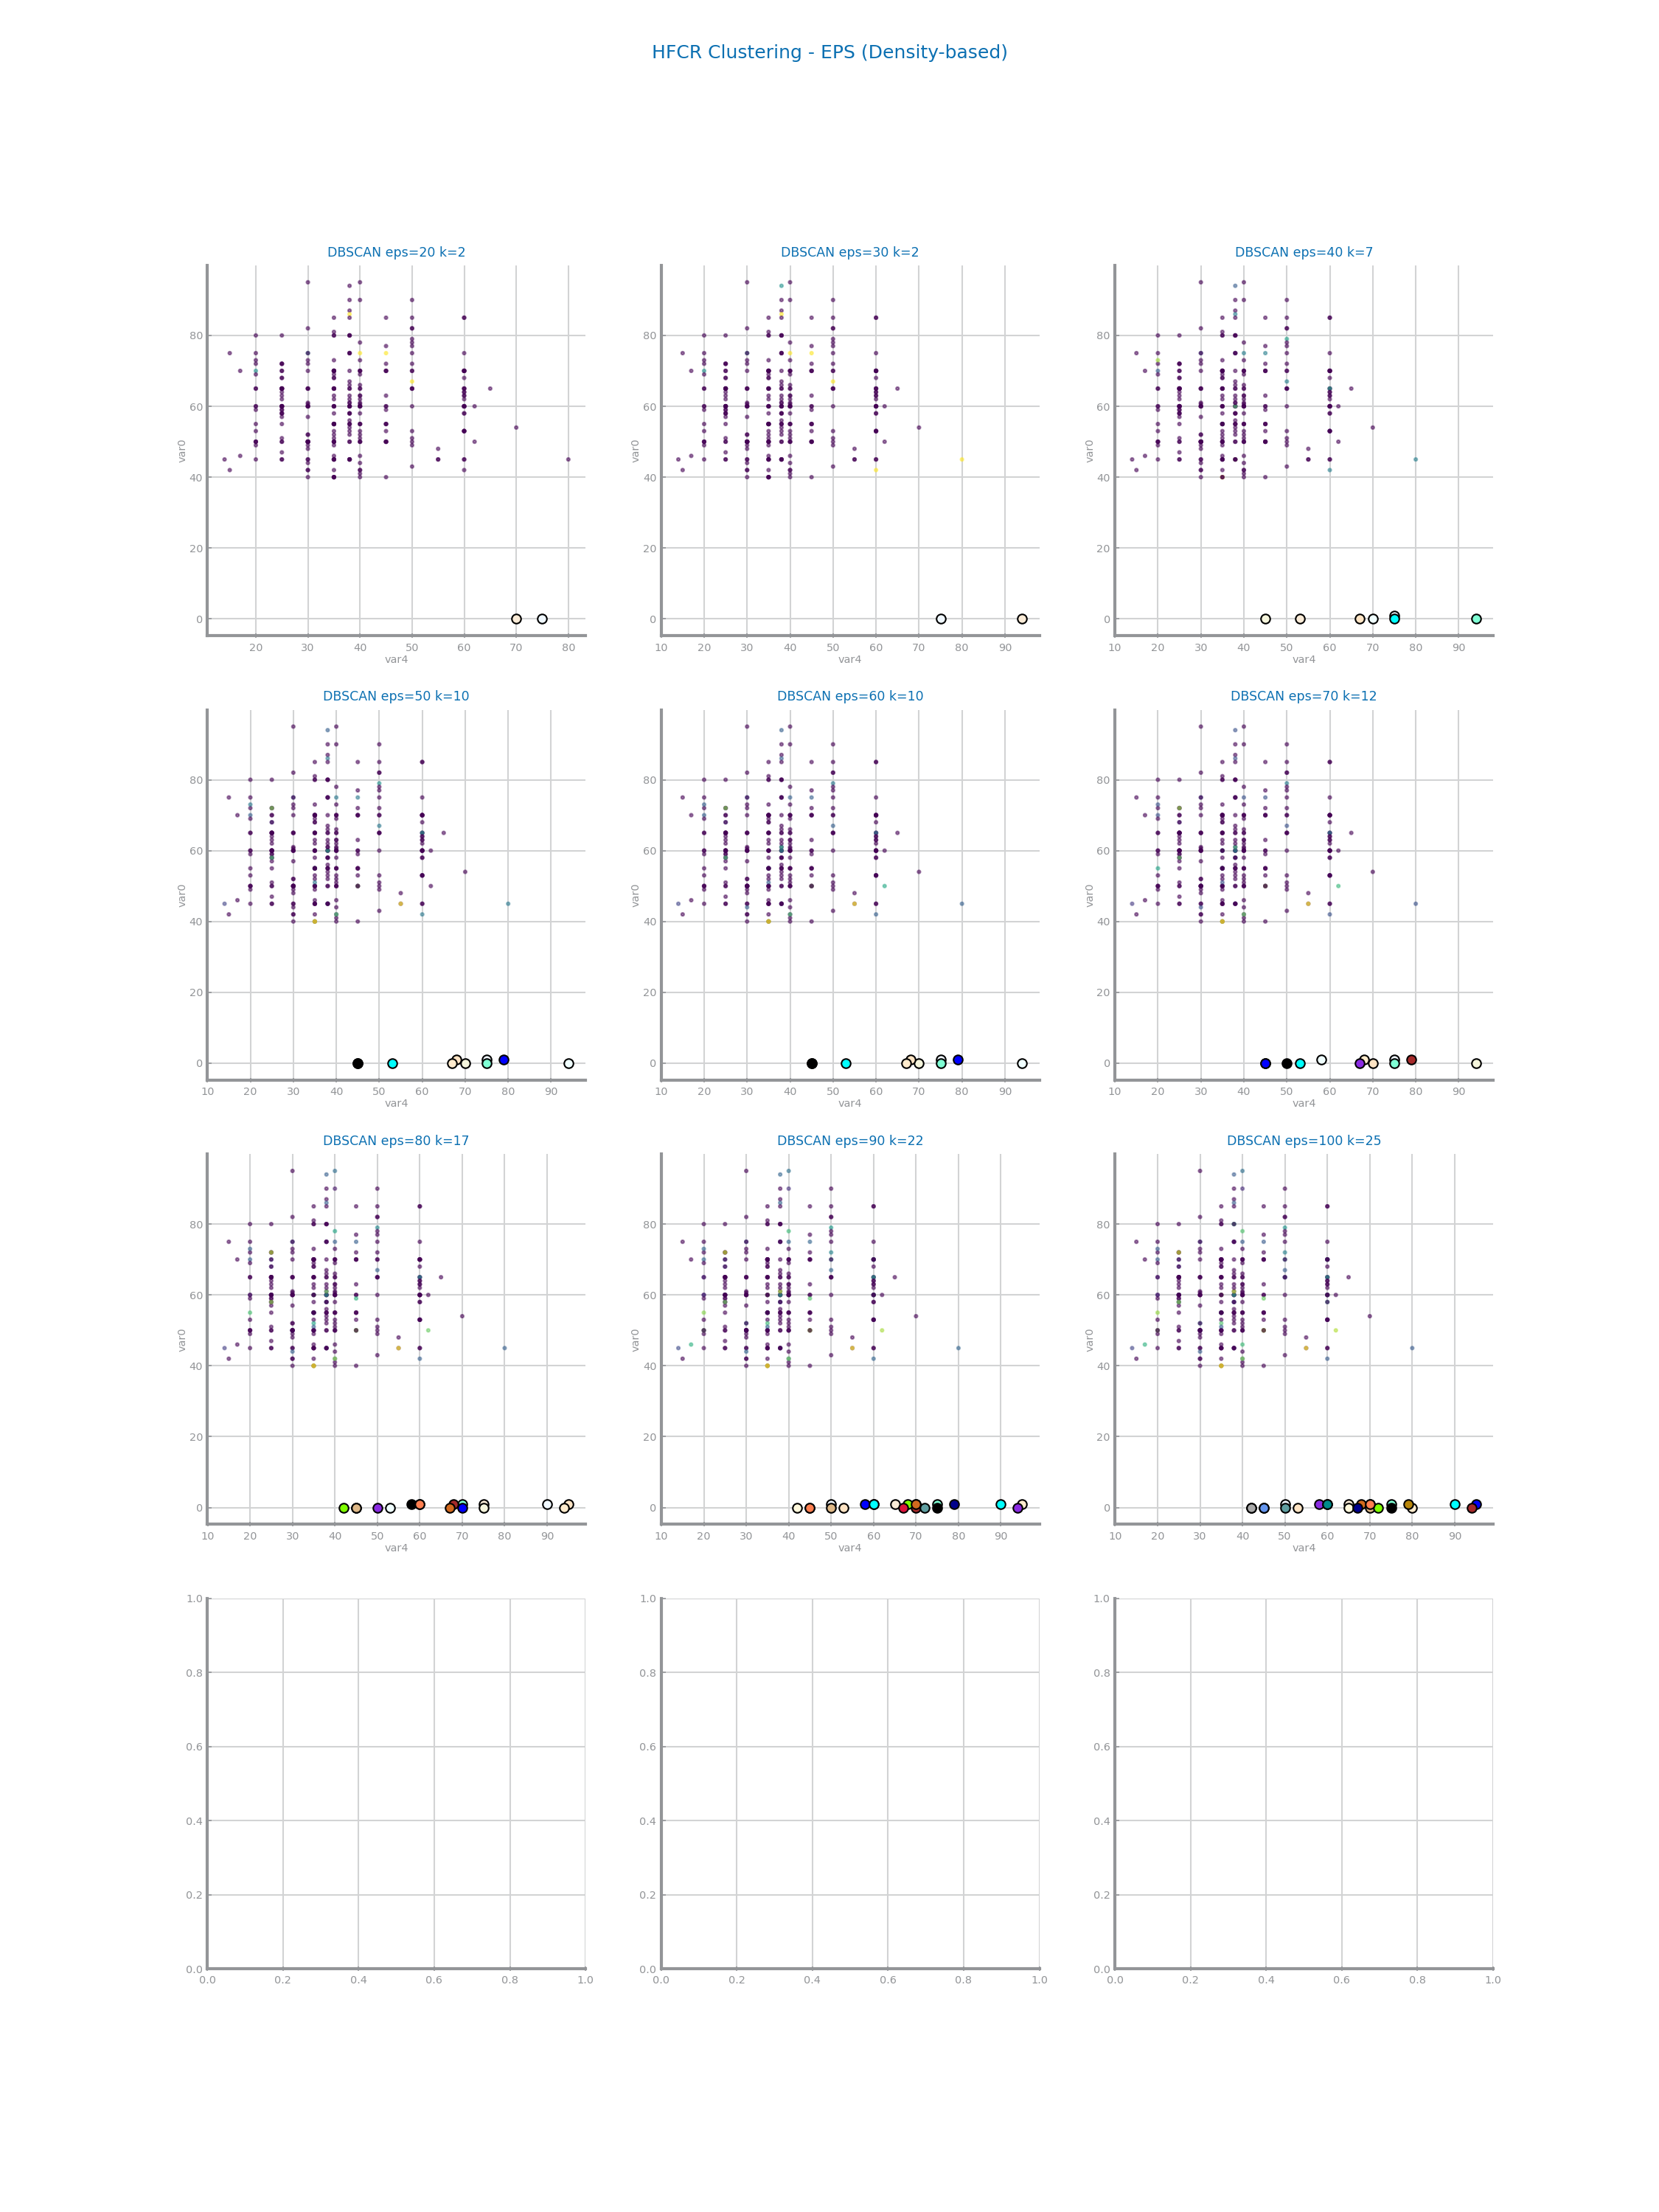 HFCR Clustering - EPS (Density-based)
DBSCAN eps=20 k=2
DBSCAN eps=30 k=2
DBSCAN eps=40 k=7
var0
80
60
40
20
0
20 30 40 50 60 70 80
var4
var0
80
60
40
20
0
10 20 30 40 50 60 70 80 90
var4
var0
80
60
40
20
0
10 20 30 40 50 60 70 80 90
var4
DBSCAN eps=50 k=10
DBSCAN eps=60 k=10
DBSCAN eps=70 k=12
var0
80
60
40
20
0
10 20 30 40 50 60 70 80 90
var4
var0
80
60
40
20
0
10 20 30 40 50 60 70 80 90
var4
var0
80
60
40
20
0
10 20 30 40 50 60 70 80 90
var4
DBSCAN eps=80 k=17
DBSCAN eps=90 k=22
DBSCAN eps=100 k=25
var0
80
60
40
20
0
10 20 30 40 50 60 70 80 90
var4
var0
80
60
40
20
0
10 20 30 40 50 60 70 80 90
var4
var0
80
60
40
20
0
10 20 30 40 50 60 70 80 90
var4
1.0
0.8
0.6
0.4
0.2
0.0
0.0 0.2 0.4 0.6 0.8 1.0
1.0
0.8
0.6
0.4
0.2
0.0
0.0 0.2 0.4 0.6 0.8 1.0
1.0
0.8
0.6
0.4
0.2
0.0
0.0 0.2 0.4 0.6 0.8 1.0